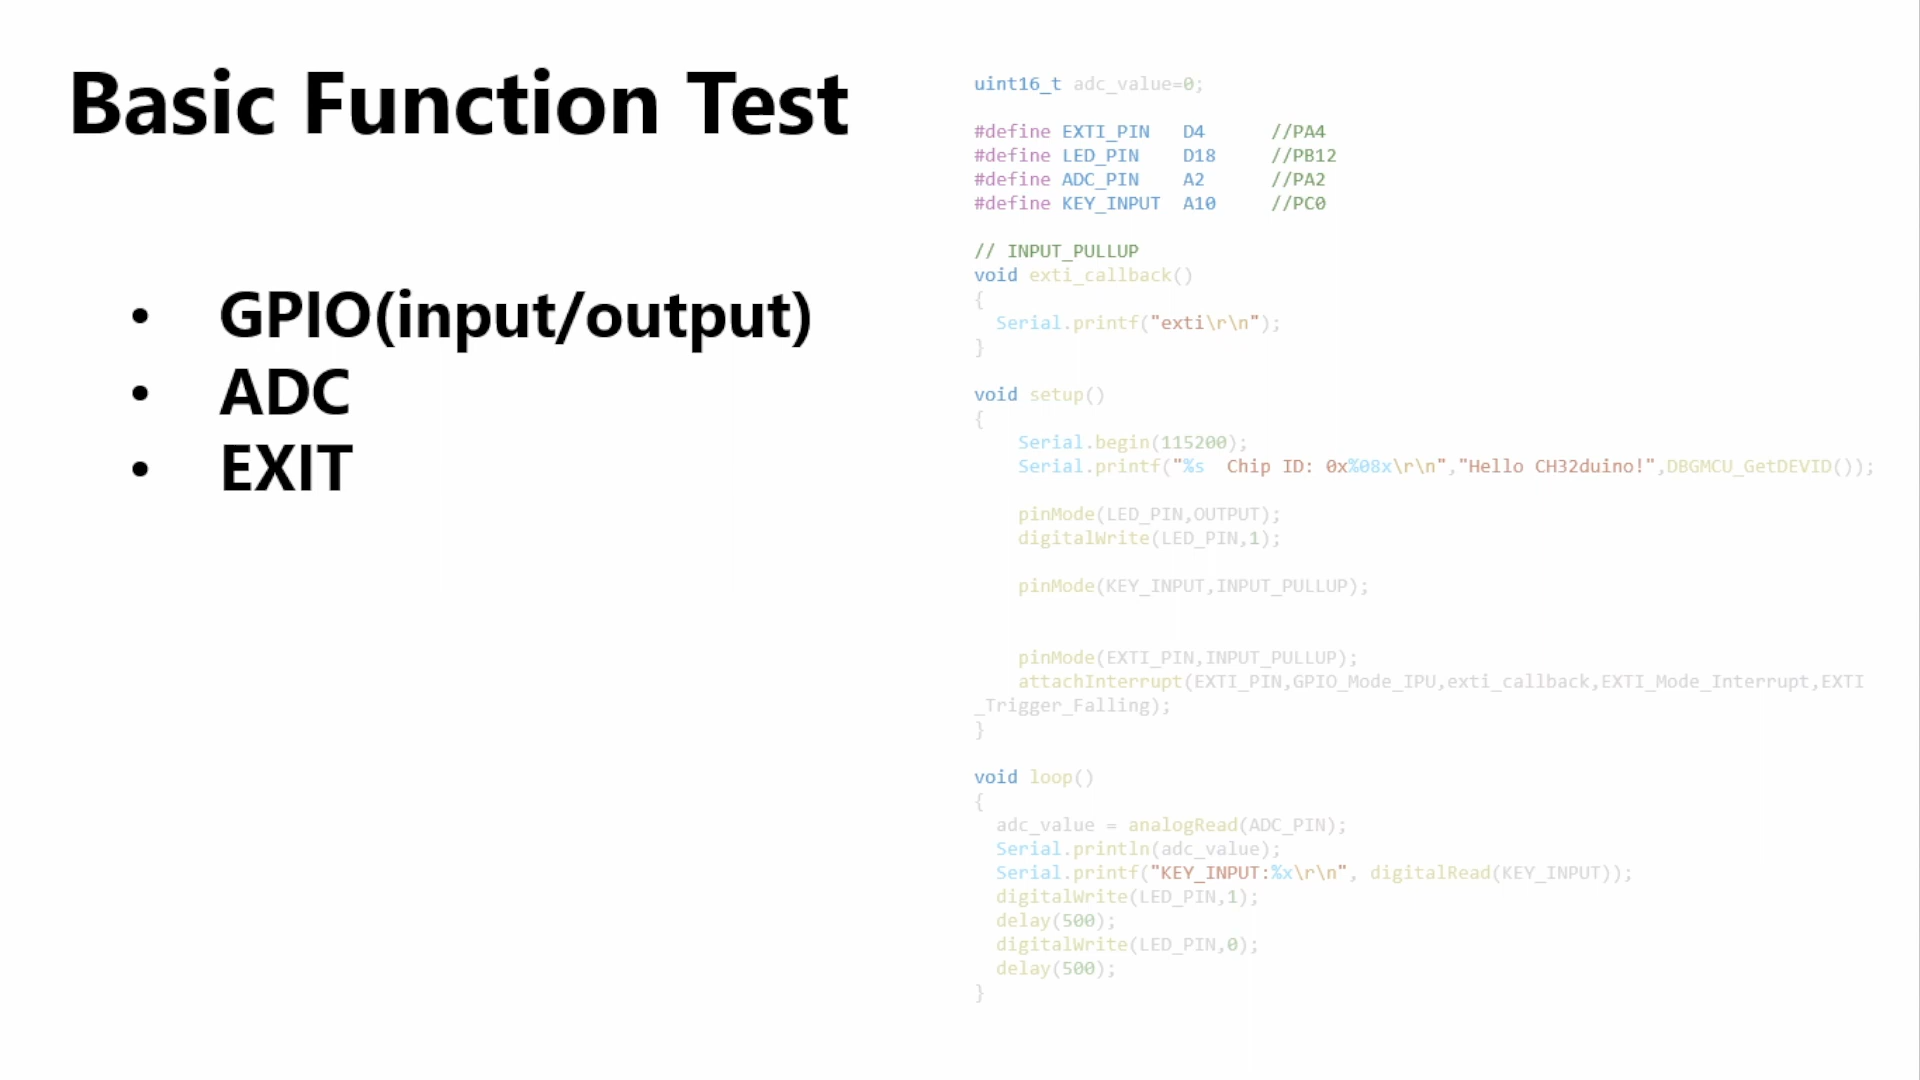 Basic Function Test
• GPIO(input/output)
• ADC
• EXIT
uint16_t adc_value=0;
#define EXTI_PIN   D4      //PA4
#define LED_PIN    D18     //PB12
#define ADC_PIN    A2      //PA2
#define KEY_INPUT  A10     //PC0
// INPUT_PULLUP
void exti_callback()
{
  Serial.printf("exti\r\n");
}
void setup()
{
    Serial.begin(115200);
    Serial.printf("%s  Chip ID: 0x%08x\r\n","Hello CH32duino!",DBGMCU_GetDEVID());
    pinMode(LED_PIN,OUTPUT);
    digitalWrite(LED_PIN,1);
    pinMode(KEY_INPUT,INPUT_PULLUP);
    pinMode(EXTI_PIN,INPUT_PULLUP);
    attachInterrupt(EXTI_PIN,GPIO_Mode_IPU,exti_callback,EXTI_Mode_Interrupt,EXTI
_Trigger_Falling);
}
void loop()
{
  adc_value = analogRead(ADC_PIN);
  Serial.println(adc_value);
  Serial.printf("KEY_INPUT:%x\r\n", digitalRead(KEY_INPUT));
  digitalWrite(LED_PIN,1);
  delay(500);
  digitalWrite(LED_PIN,0);
  delay(500);
}